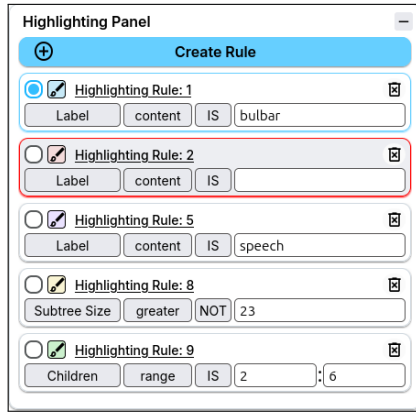 Highlighting Panel
Create Rule
Highlighting Rule: 1
Label content IS bulbar
Highlighting Rule: 2
Label content IS
Highlighting Rule: 5
Label content IS speech
Highlighting Rule: 8
Subtree Size greater NOT 23
Highlighting Rule: 9
Children range IS 2 : 6